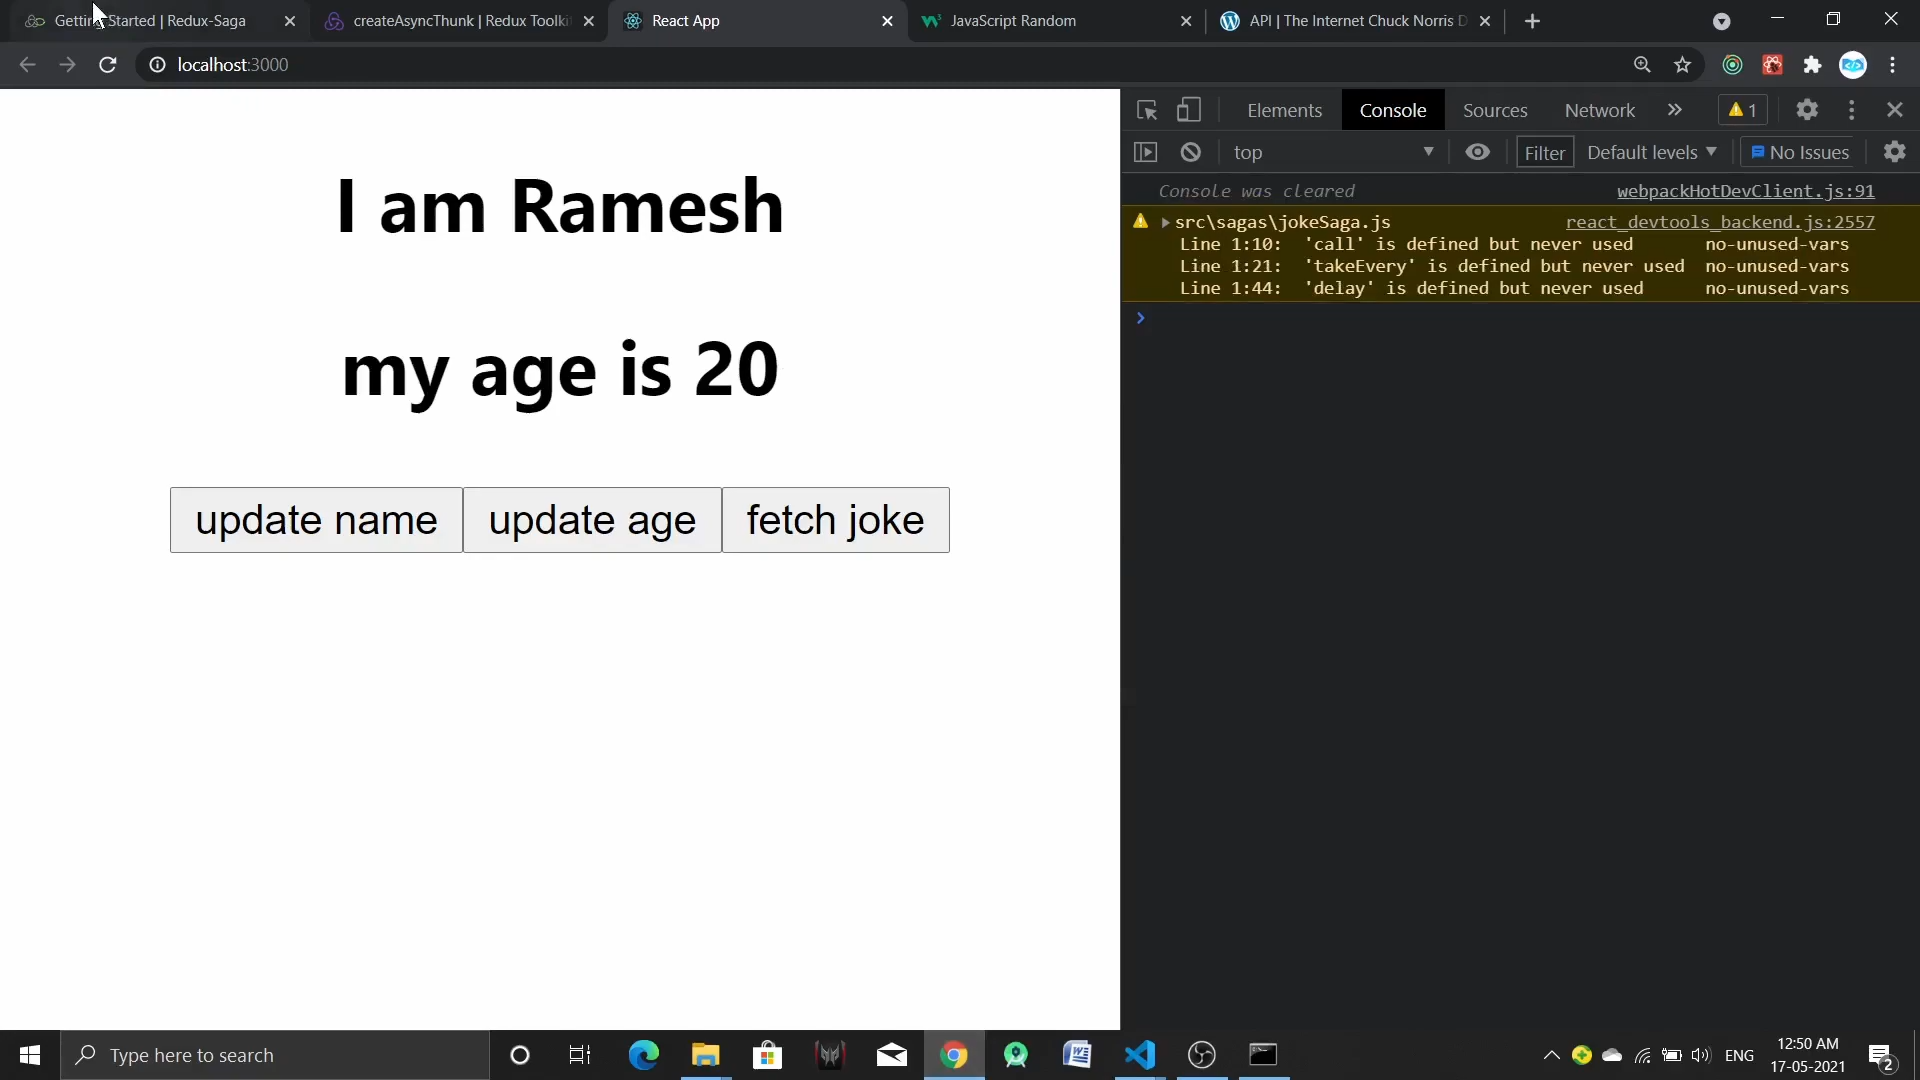 Getting Started | Redux-Saga
createAsyncThunk | Redux Toolkit
React App
JavaScript Random
API | The Internet Chuck Norris D
localhost:3000
Elements
Console
Sources
Network
1
top
Filter
Default levels
No Issues
Console was cleared
webpackHotDevClient.js:91
src\sagas\jokeSaga.js
react_devtools_backend.js:2557
Line 1:10: 'call' is defined but never used no-unused-vars
Line 1:21: 'takeEvery' is defined but never used no-unused-vars
Line 1:44: 'delay' is defined but never used no-unused-vars
I am Ramesh
my age is 20
update name
update age
fetch joke
Type here to search
ENG
12:50 AM
17-05-2021
2